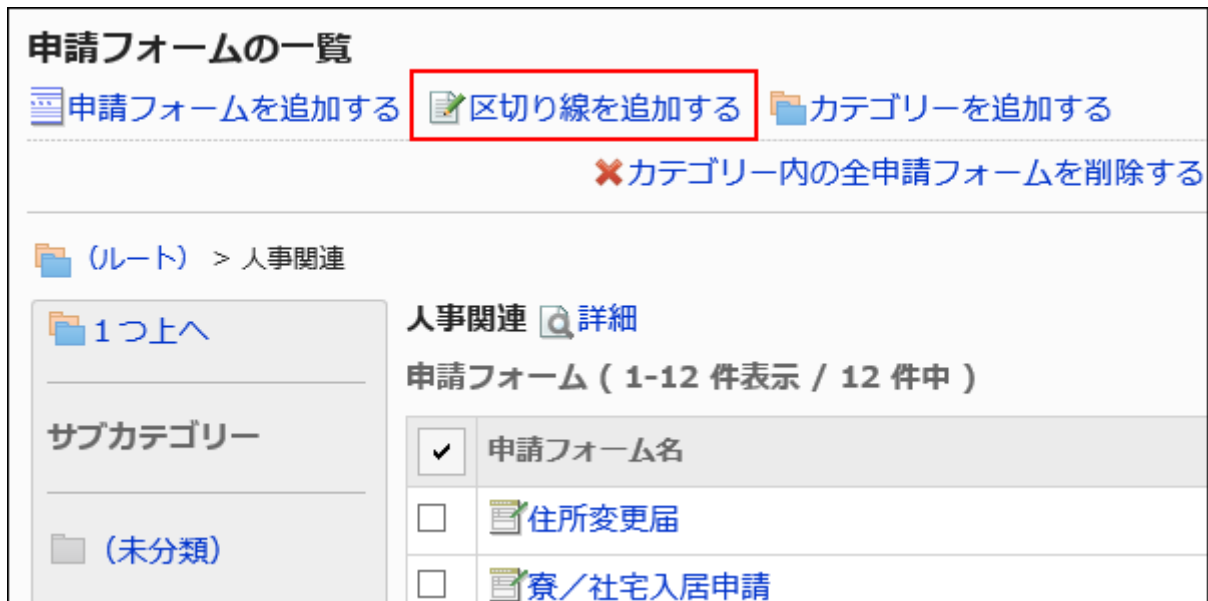 申請フォームの一覧
申請フォームを追加する 区切り線を追加する カテゴリーを追加する
カテゴリー内の全申請フォームを削除する
（ルート） > 人事関連
1つ上へ
サブカテゴリー
（未分類）
人事関連 詳細
申請フォーム ( 1-12 件表示 / 12 件中 )
申請フォーム名
住所変更届
寮／社宅入居申請